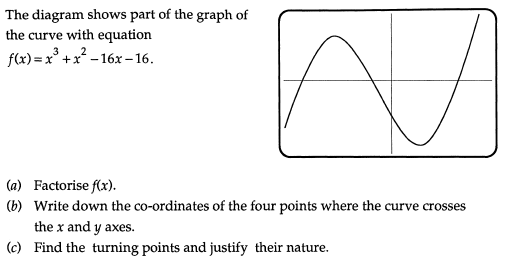 The diagram shows part of the graph of
the curve with equation
f(x) = x³ + x² – 16x – 16.
(a) Factorise f(x).
(b) Write down the co-ordinates of the four points where the curve crosses
the x and y axes.
(c) Find the turning points and justify their nature.